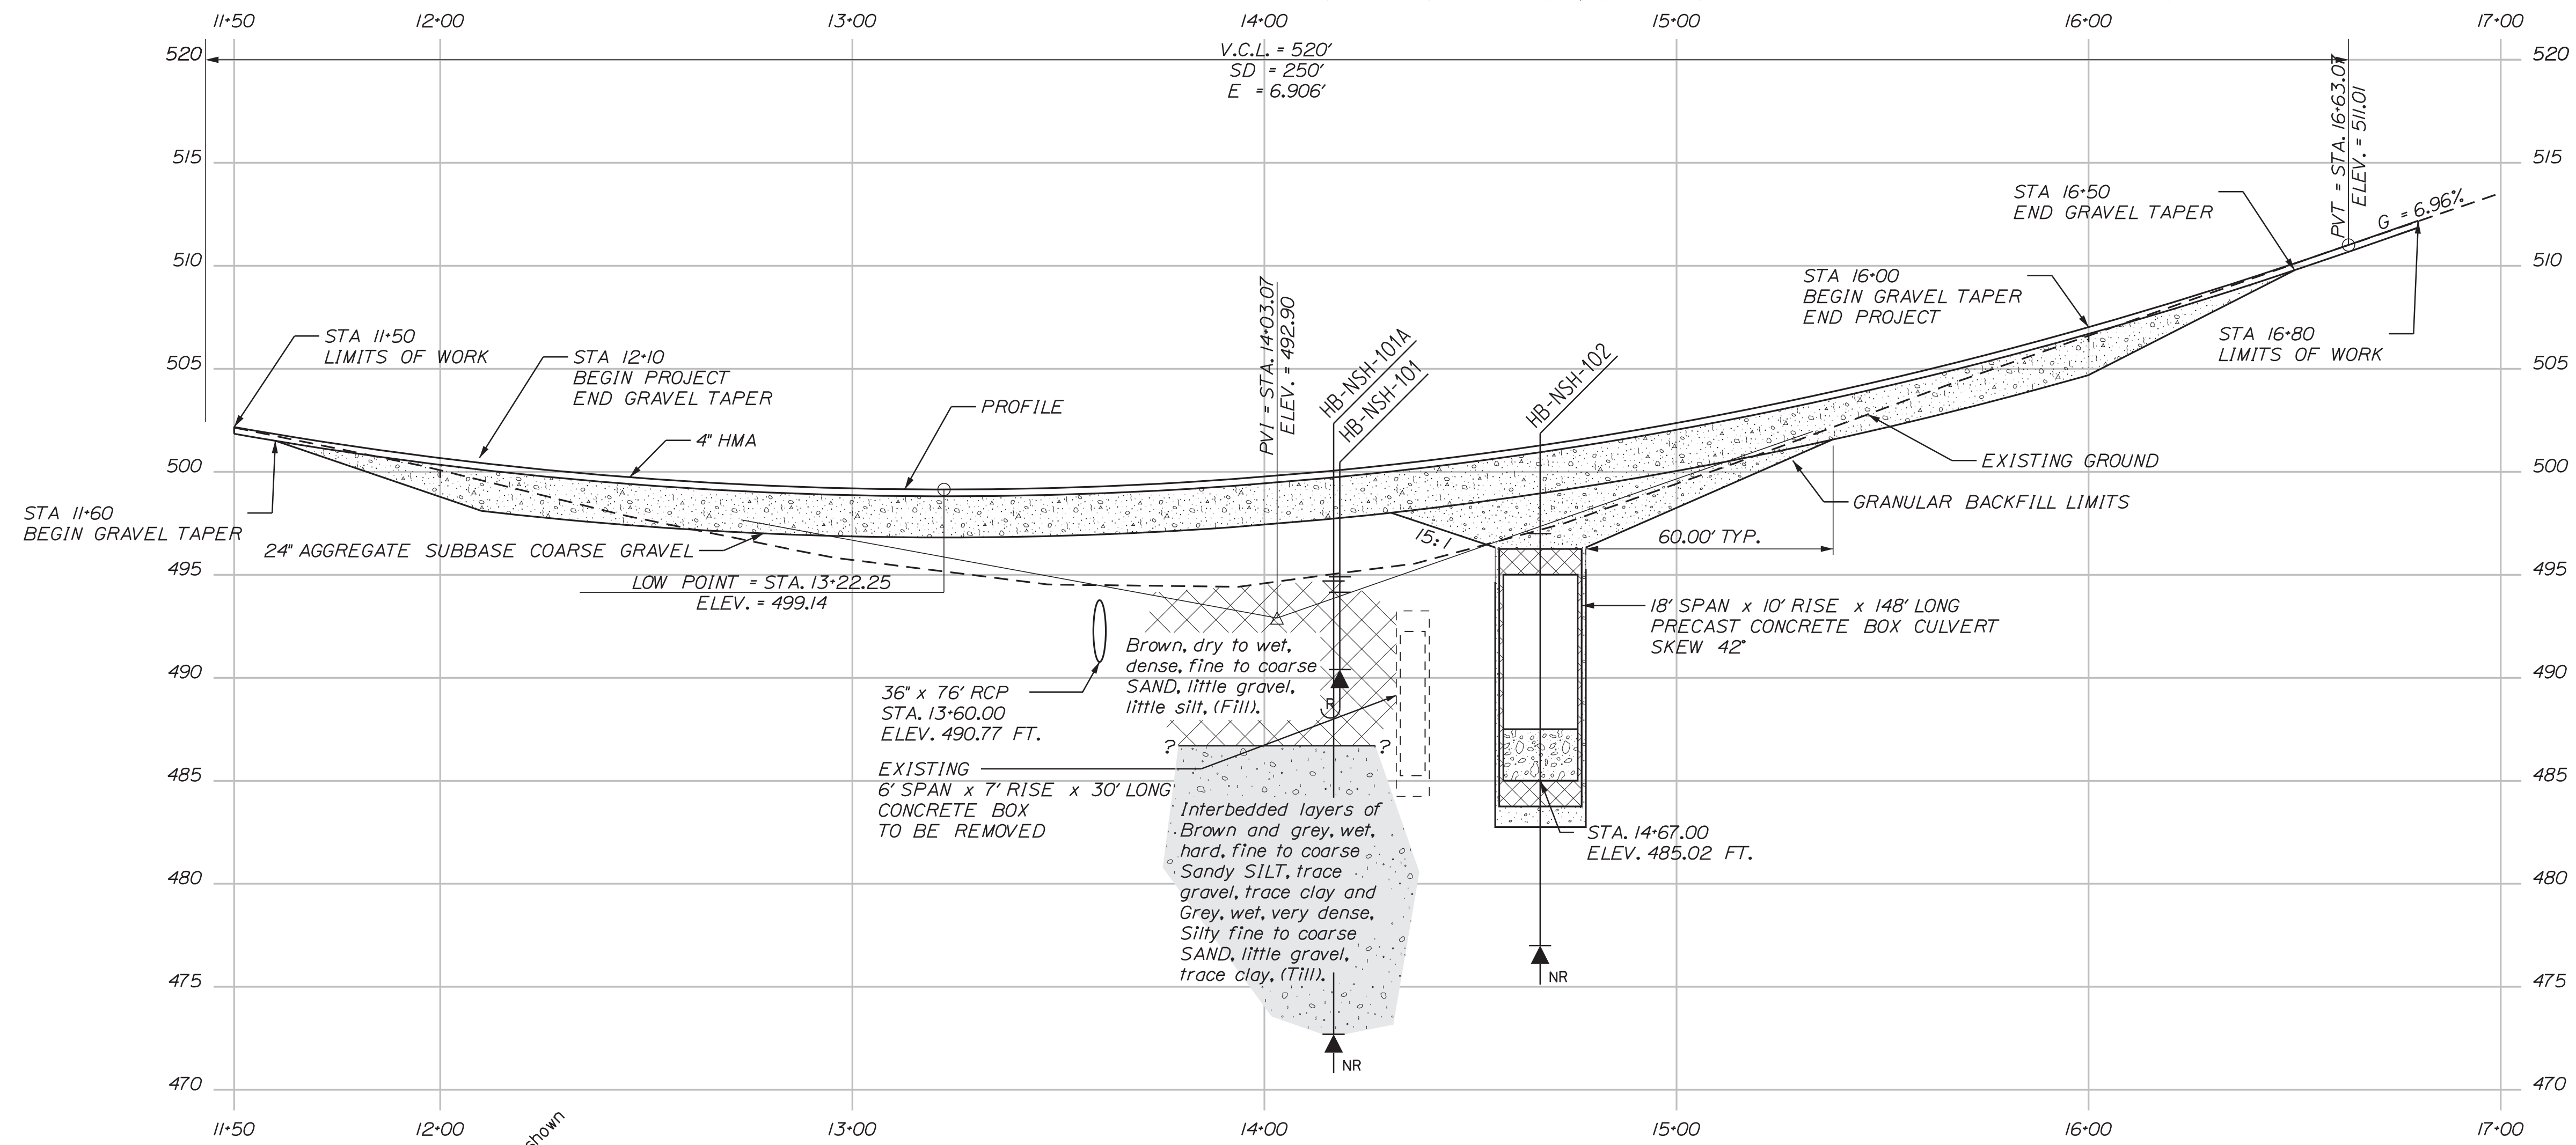 11+50 12+00 13+00 14+00 15+00 16+00 17+00
520
515
510
505
500
495
490
485
480
475
470
V.C.L. = 520'
SD = 250'
E = 6.906'
PVT = STA. 16+63.07
ELEV. = 511.01
STA 16+50
END GRAVEL TAPER
G = 6.96%
STA 16+00
BEGIN GRAVEL TAPER
END PROJECT
STA 16+80
LIMITS OF WORK
PVI = STA. 14+03.07
ELEV. = 492.90
HB-NSH-101A
HB-NSH-101
HB-NSH-102
STA 11+50
LIMITS OF WORK
STA 12+10
BEGIN PROJECT
END GRAVEL TAPER
PROFILE
4" HMA
EXISTING GROUND
GRANULAR BACKFILL LIMITS
STA 11+60
BEGIN GRAVEL TAPER
24" AGGREGATE SUBBASE COARSE GRAVEL
15:1
60.00' TYP.
LOW POINT = STA. 13+22.25
ELEV. = 499.14
18' SPAN x 10' RISE x 148' LONG
PRECAST CONCRETE BOX CULVERT
SKEW 42°
Brown, dry to wet,
dense, fine to coarse
SAND, little gravel,
little silt, (Fill).
R
36" x 76' RCP
STA. 13+60.00
ELEV. 490.77 FT.
? ?
EXISTING
6' SPAN x 7' RISE x 30' LONG
CONCRETE BOX
TO BE REMOVED
Interbedded layers of
Brown and grey, wet,
hard, fine to coarse
Sandy SILT, trace
gravel, trace clay and
Grey, wet, very dense,
Silty fine to coarse
SAND, little gravel,
trace clay, (Till).
STA. 14+67.00
ELEV. 485.02 FT.
NR
NR
520
515
510
505
500
495
490
485
480
475
470
shown
11+50 12+00 13+00 14+00 15+00 16+00 17+00